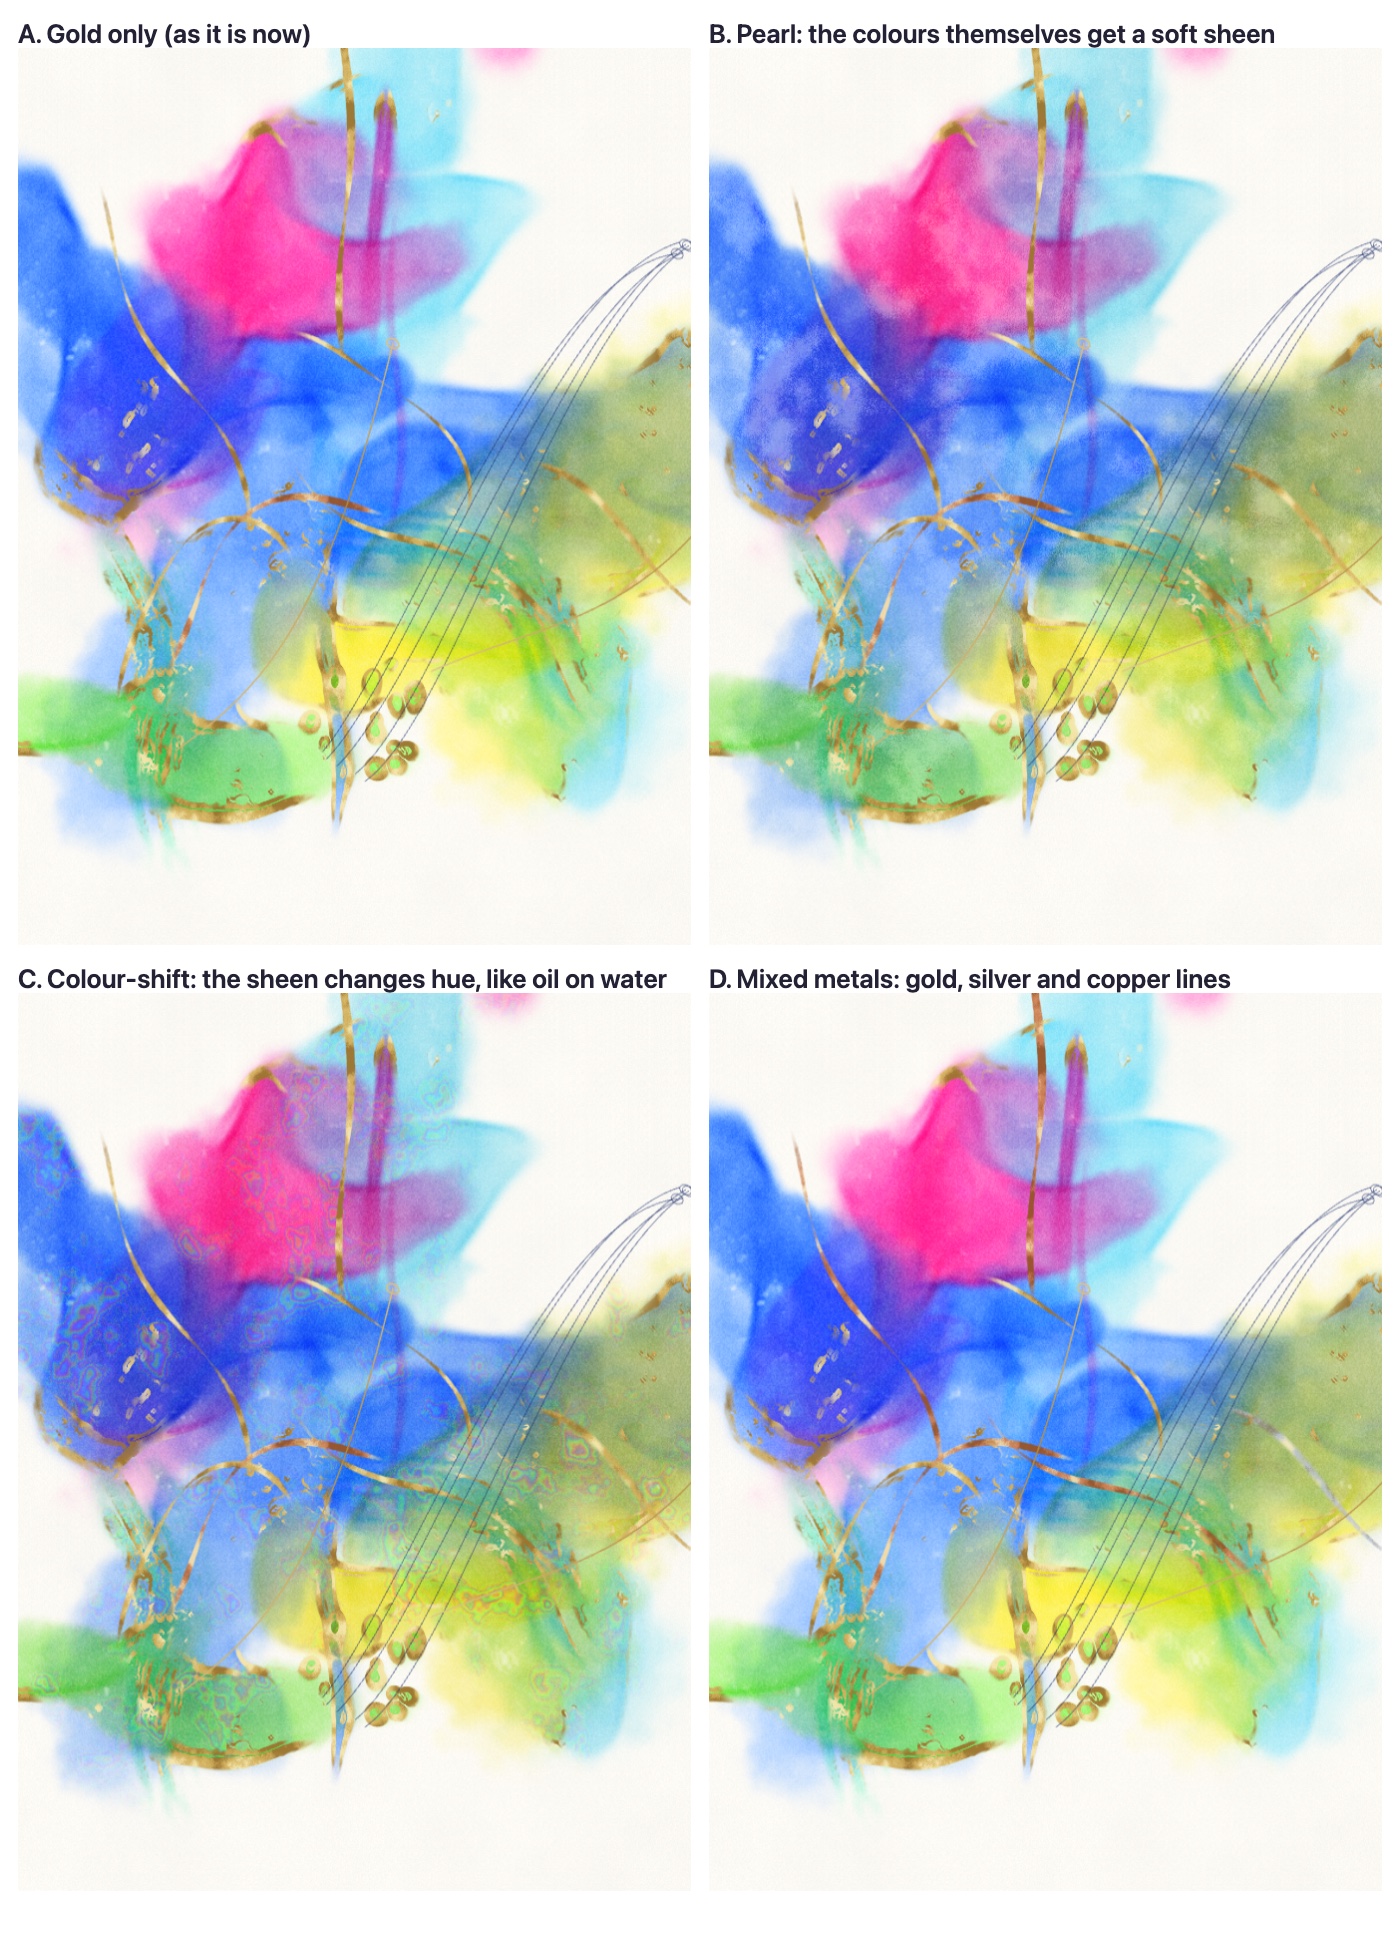 A. Gold only (as it is now)
B. Pearl: the colours themselves get a soft sheen
C. Colour-shift: the sheen changes hue, like oil on water
D. Mixed metals: gold, silver and copper lines